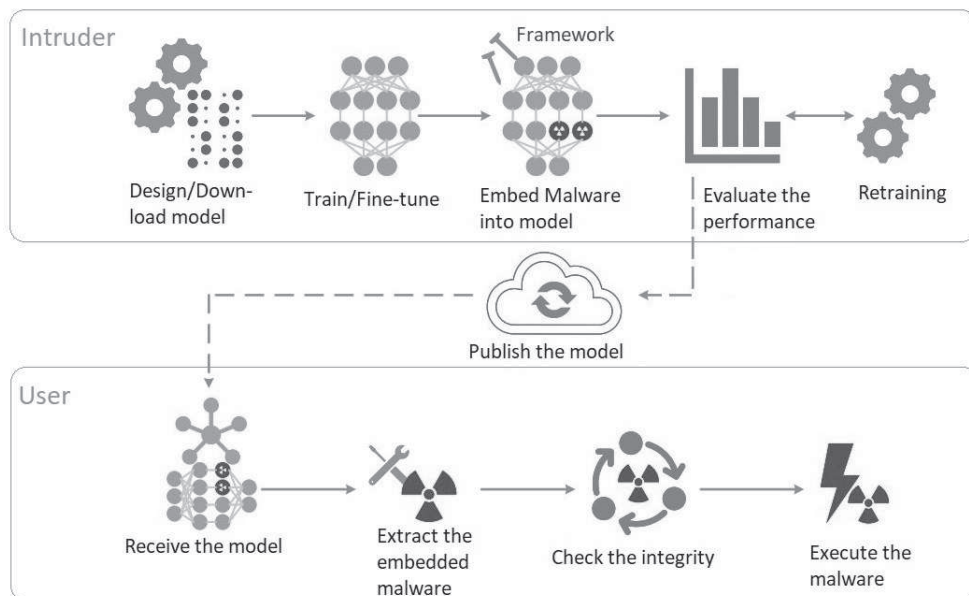 Intruder
Framework
Design/Down-
load model
Train/Fine-tune
Embed Malware
into model
Evaluate the
performance
Retraining
Publish the model
User
Receive the model
Extract the
embedded
malware
Check the integrity
Execute the
malware